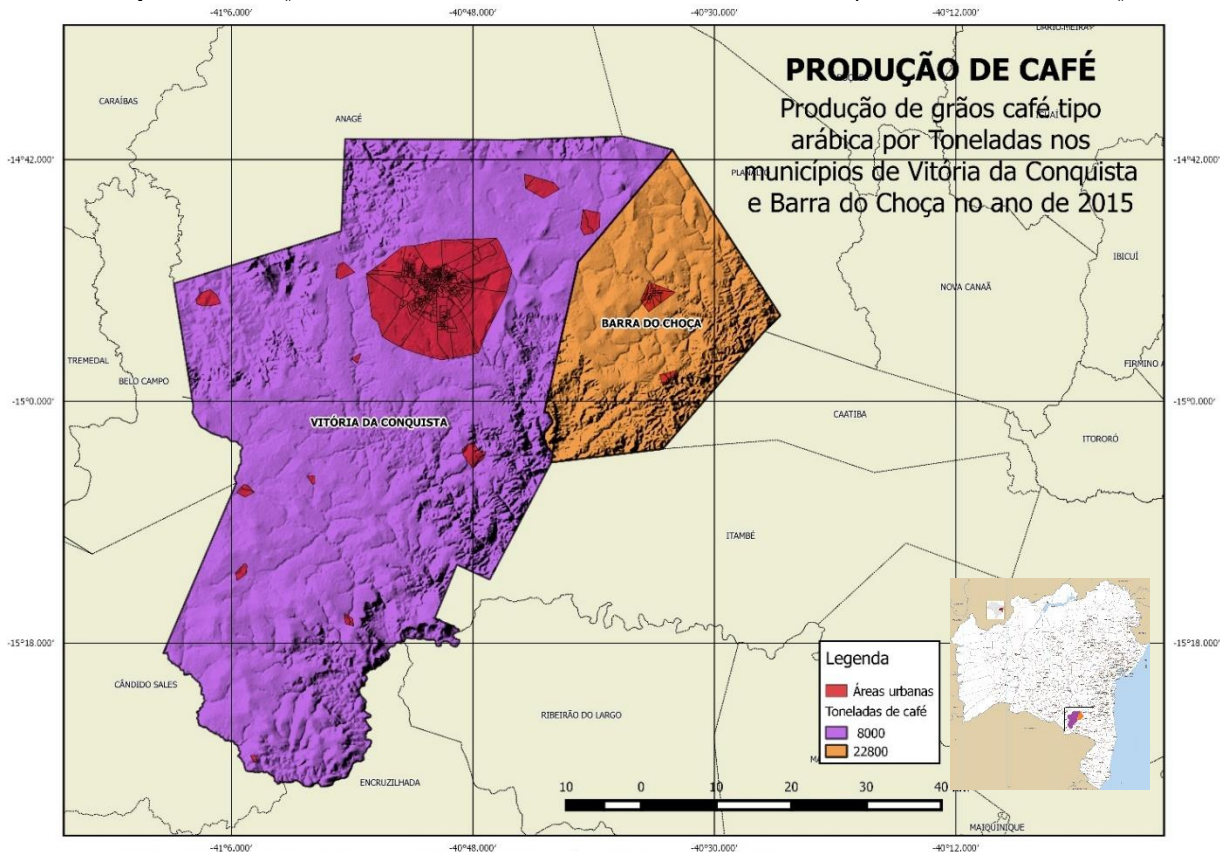 -41°6.000'
-40°48.000'
-40°30.000'
-40°12.000'
DÁRIO MEIRA
PRODUÇÃO DE CAFÉ
Produção de grãos café tipo
arábica por Toneladas nos
municípios de Vitória da Conquista
e Barra do Choça no ano de 2015
CARAÍBAS
ANAGÉ
-14°42.000'
-14°42.000'
IBICUÍ
NOVA CANAÃ
BARRA DO CHOÇA
TREMEDAL
BELO CAMPO
-15°0.000'
-15°0.000'
VITÓRIA DA CONQUISTA
CAATIBA
ITORORÓ
ITAMBÉ
-15°18.000'
-15°18.000'
CÂNDIDO SALES
RIBEIRÃO DO LARGO
ENCRUZILHADA
Legenda
Áreas urbanas
Toneladas de café
8000
22800
10 0 10 20 30 40
MAIQUINIQUE
-41°6.000'
-40°48.000'
-40°30.000'
-40°12.000'